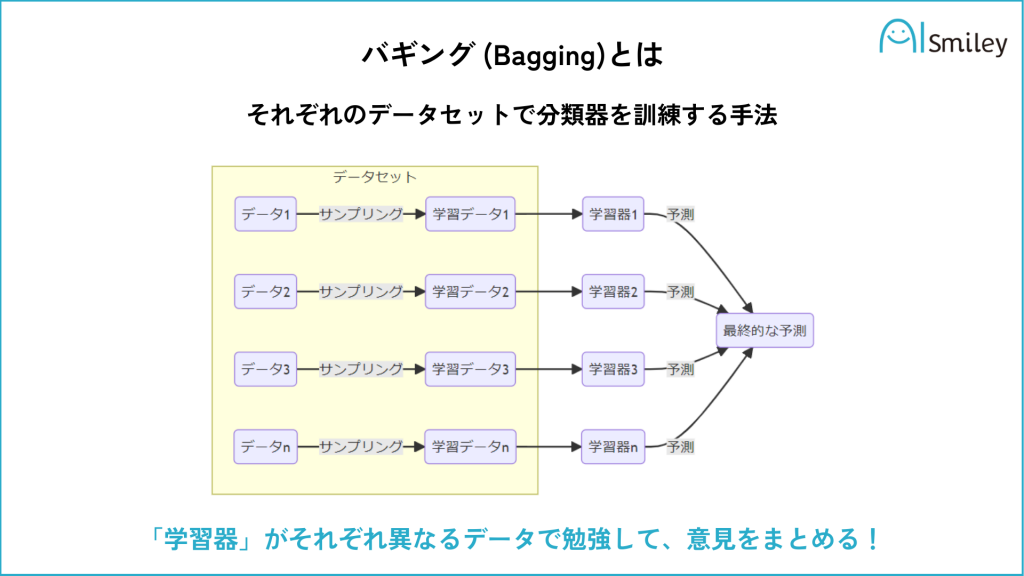 バギング (Bagging)とは
AI Smiley
それぞれのデータセットで分類器を訓練する手法
データセット
データ1 サンプリング 学習データ1 学習器1 予測
データ2 サンプリング 学習データ2 学習器2 予測
最終的な予測
データ3 サンプリング 学習データ3 学習器3 予測
データn サンプリング 学習データn 学習器n 予測
「学習器」がそれぞれ異なるデータで勉強して、意見をまとめる！